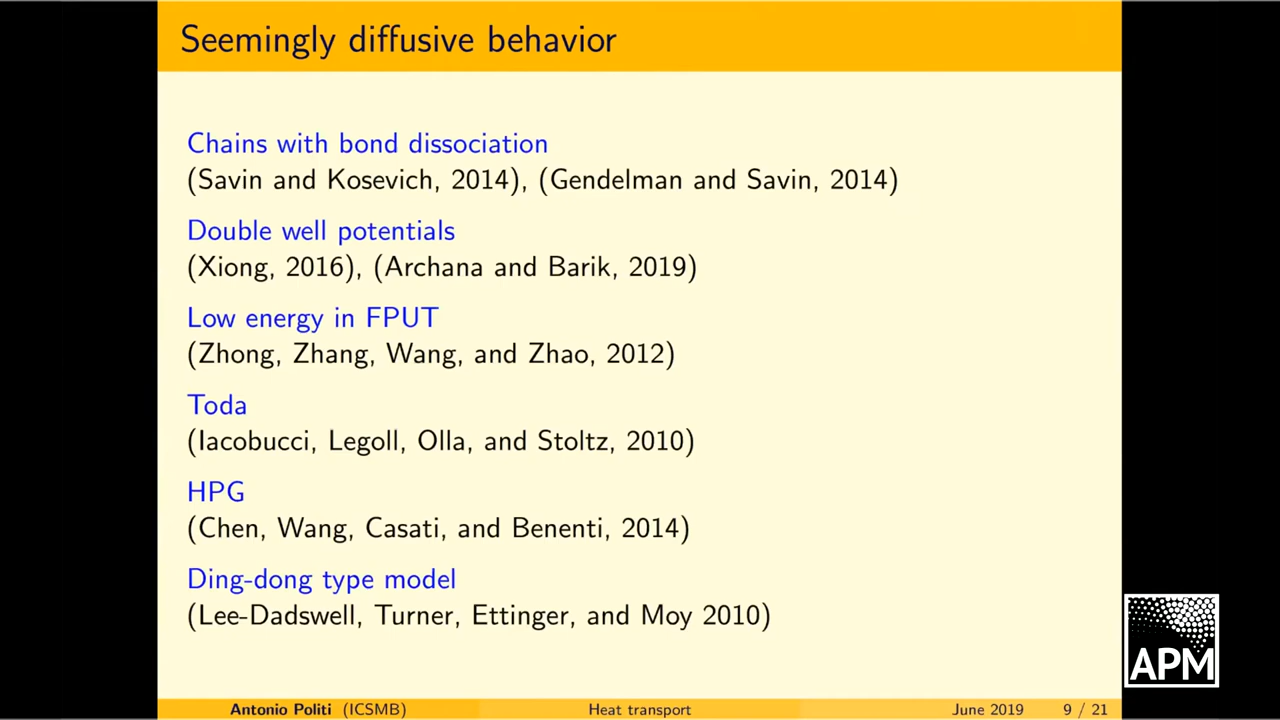 Seemingly diffusive behavior
Chains with bond dissociation
(Savin and Kosevich, 2014), (Gendelman and Savin, 2014)
Double well potentials
(Xiong, 2016), (Archana and Barik, 2019)
Low energy in FPUT
(Zhong, Zhang, Wang, and Zhao, 2012)
Toda
(Iacobucci, Legoll, Olla, and Stoltz, 2010)
HPG
(Chen, Wang, Casati, and Benenti, 2014)
Ding-dong type model
(Lee-Dadswell, Turner, Ettinger, and Moy 2010)
APM
Antonio Politi (ICSMB) Heat transport June 2019 9 / 21